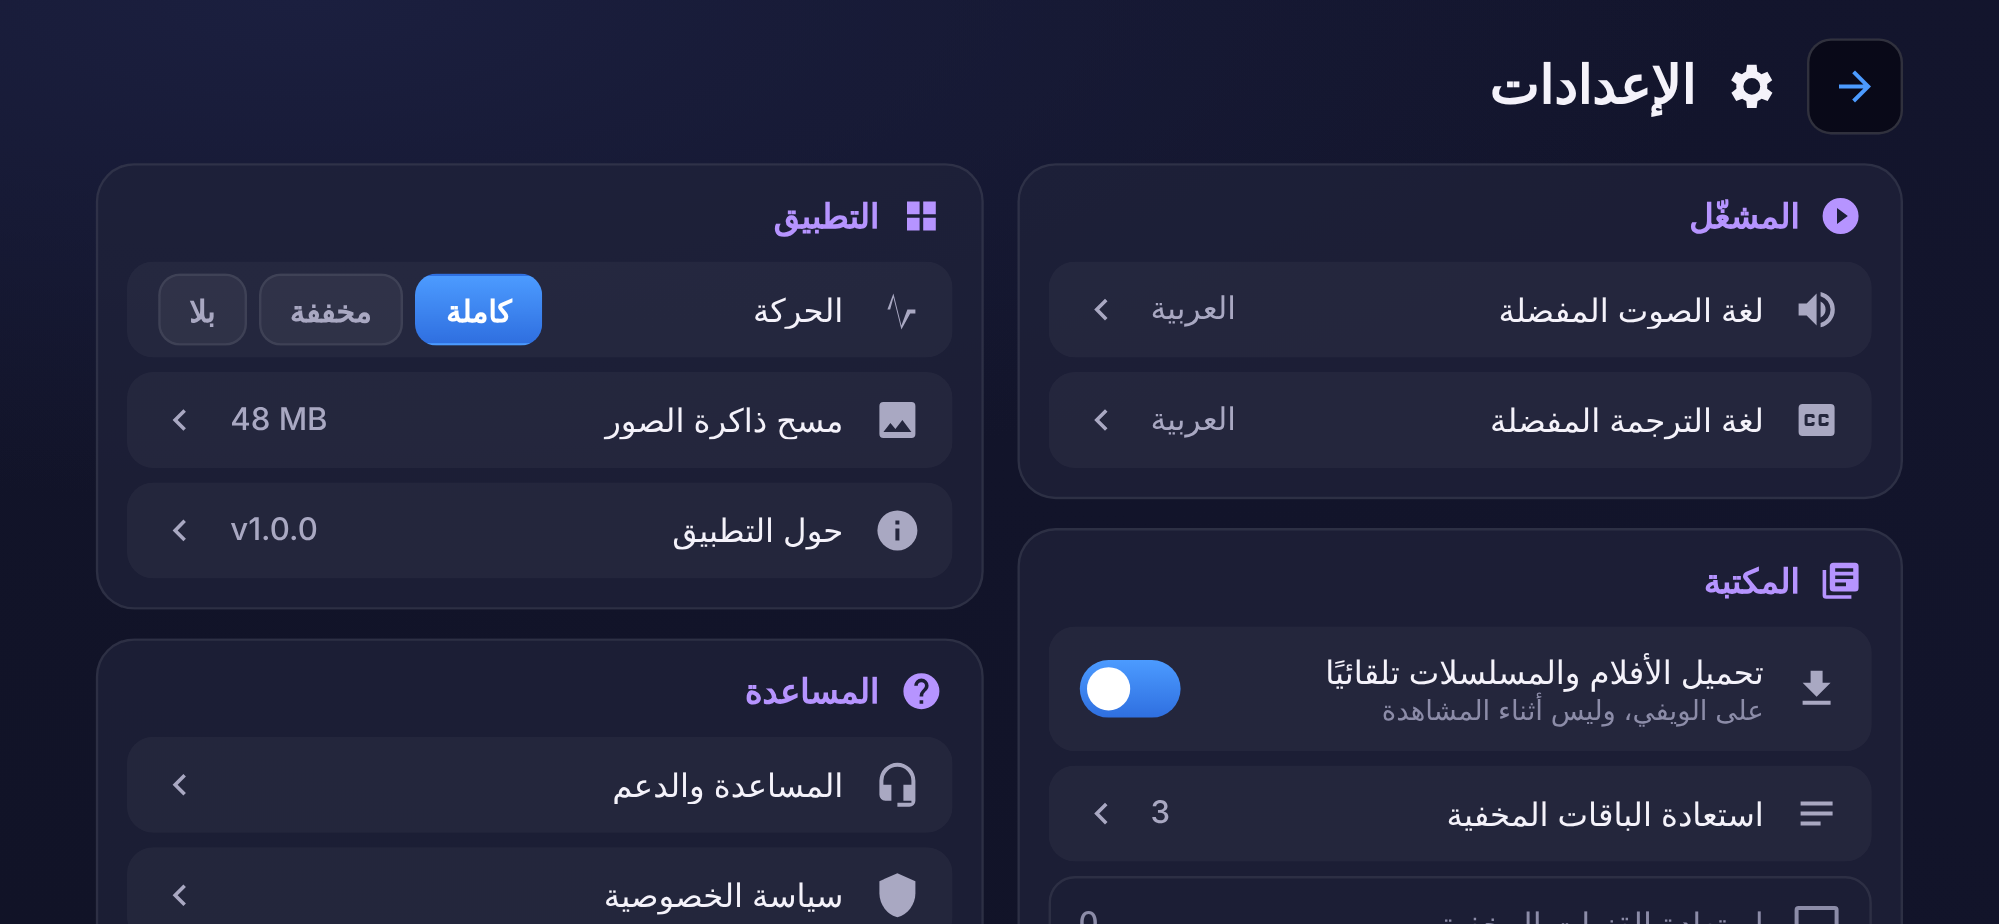 الإعدادات
المشغّل
لغة الصوت المفضلة
العربية
لغة الترجمة المفضلة
العربية
المكتبة
تحميل الأفلام والمسلسلات تلقائيًا
على الويفي، وليس أثناء المشاهدة
استعادة الباقات المخفية
3
التطبيق
الحركة
كاملة
مخففة
بلا
مسح ذاكرة الصور
48 MB
حول التطبيق
v1.0.0
المساعدة
المساعدة والدعم
سياسة الخصوصية